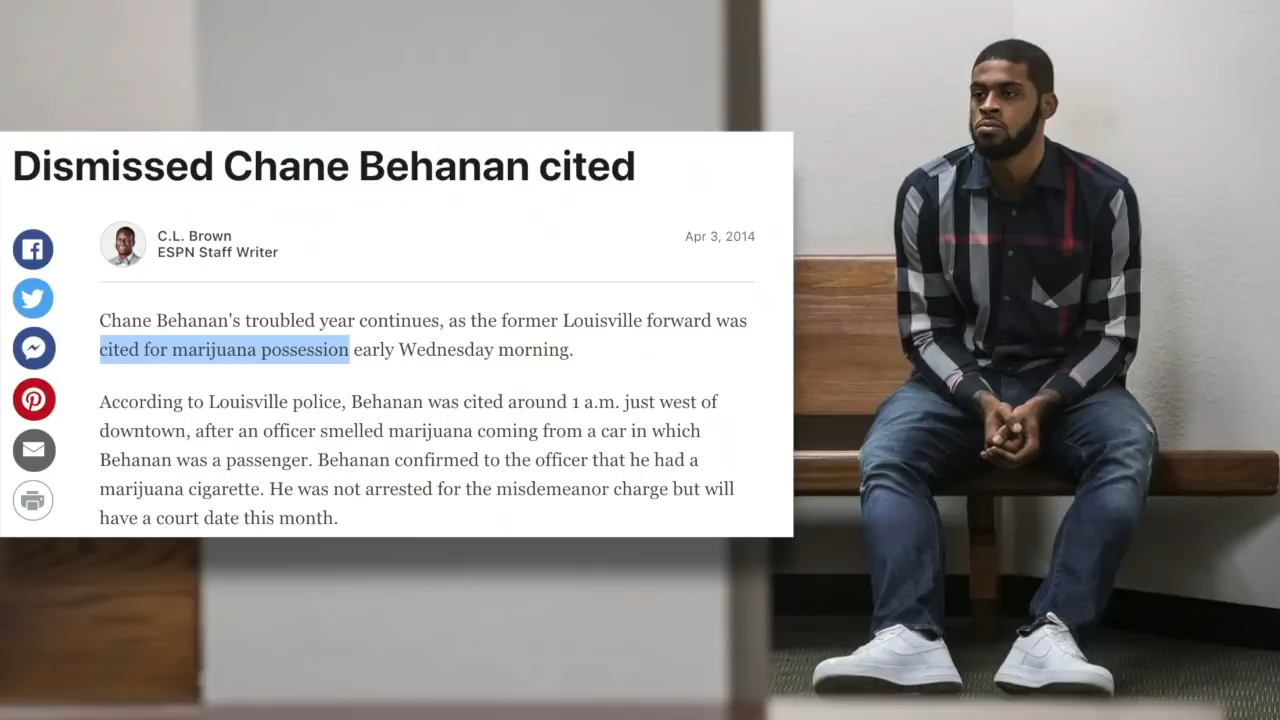 Dismissed Chane Behanan cited
C.L. Brown
ESPN Staff Writer
Apr 3, 2014
Chane Behanan's troubled year continues, as the former Louisville forward was
cited for marijuana possession early Wednesday morning.
According to Louisville police, Behanan was cited around 1 a.m. just west of
downtown, after an officer smelled marijuana coming from a car in which
Behanan was a passenger. Behanan confirmed to the officer that he had a
marijuana cigarette. He was not arrested for the misdemeanor charge but will
have a court date this month.